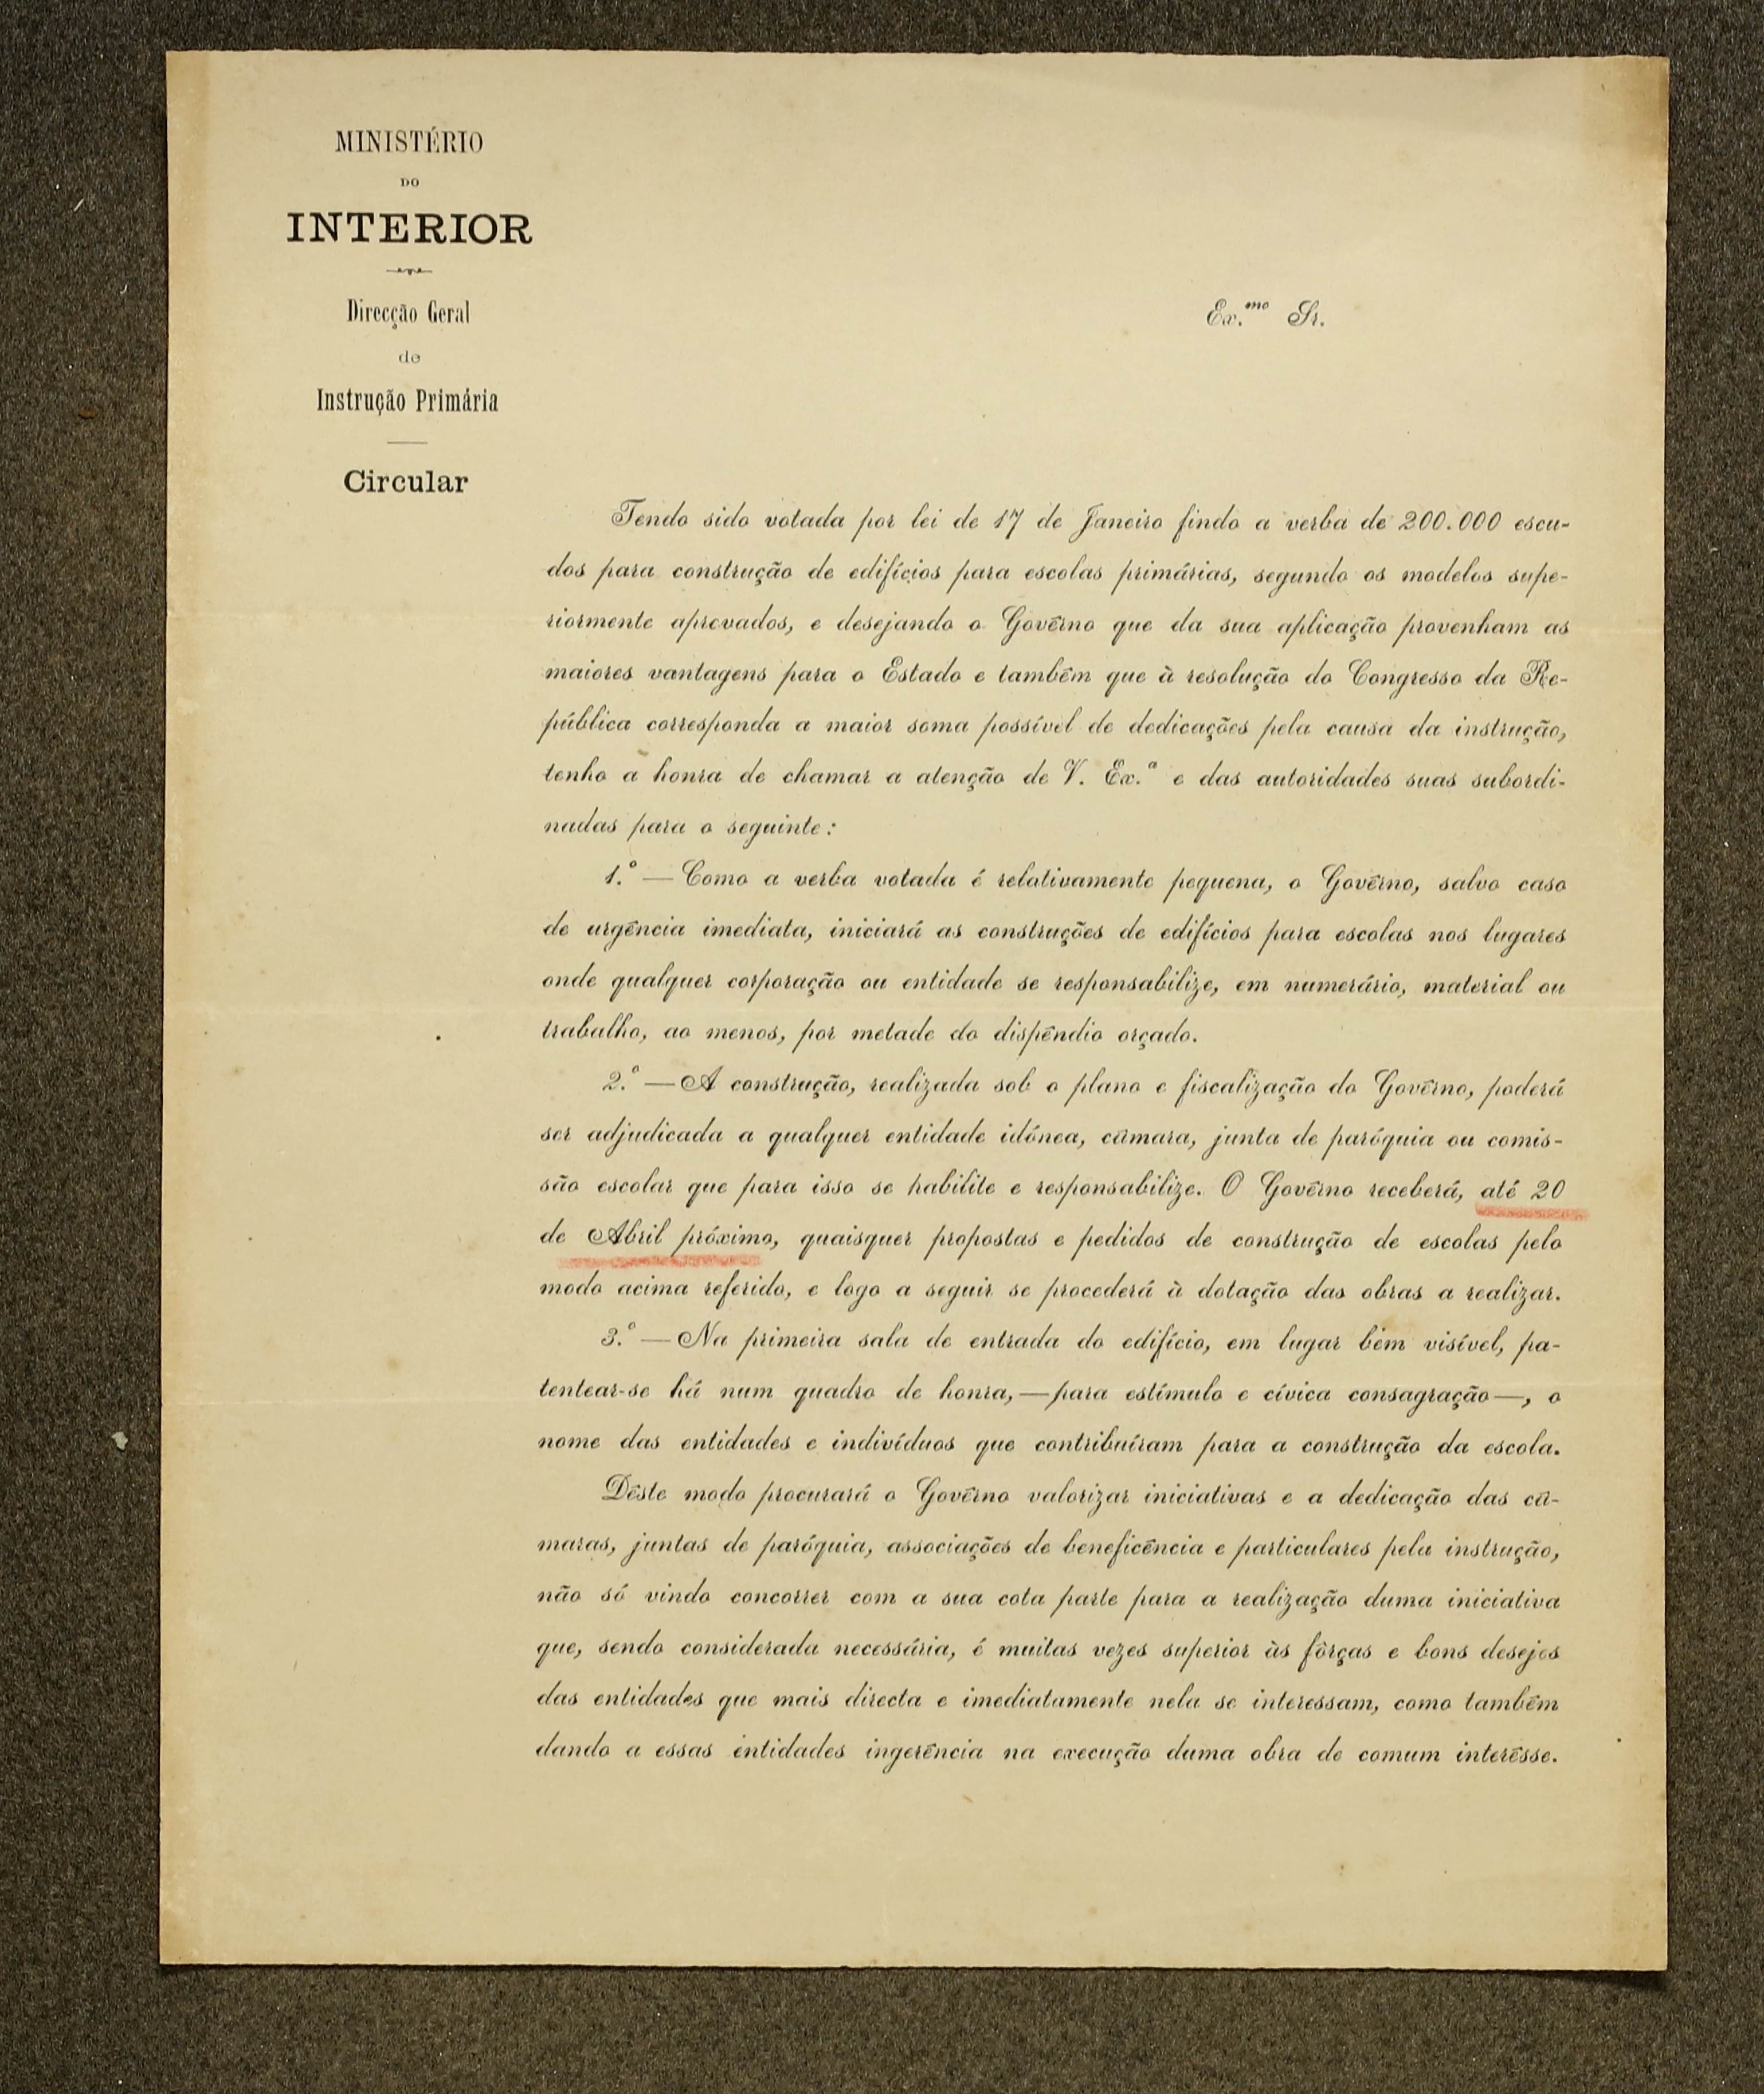 MINISTÉRIO
DO
INTERIOR
Direcção Geral
de
Instrução Primária
Circular
Ex.mo Sr.
Tendo sido votada por lei de 17 de Janeiro findo a verba de 200.000 escu-
dos para construção de edifícios para escolas primárias, segundo os modelos supe-
riormente aprovados, e desejando o Govêrno que da sua aplicação provenham as
maiores vantagens para o Estado e também que à resolução do Congresso da Re-
pública corresponda a maior soma possível de dedicações pela causa da instrução,
tenho a honra de chamar a atenção de V. Ex.ª e das autoridades suas subordi-
nadas para o seguinte:
1.º — Como a verba votada é relativamente pequena, o Govêrno, salvo caso
de urgência imediata, iniciará as construções de edifícios para escolas nos lugares
onde qualquer corporação ou entidade se responsabilize, em numerário, material ou
trabalho, ao menos, por metade do dispêndio orçado.
2.º — A construção, realizada sob o plano e fiscalização do Govêrno, poderá
ser adjudicada a qualquer entidade idónea, câmara, junta de paróquia ou comis-
são escolar que para isso se habilite e responsabilize. O Govêrno receberá, até 20
de Abril próximo, quaisquer propostas e pedidos de construção de escolas pelo
modo acima referido, e logo a seguir se procederá à dotação das obras a realizar.
3.º — Na primeira sala de entrada do edifício, em lugar bem visível, pa-
tentear-se há num quadro de honra, — para estímulo e cívica consagração —, o
nome das entidades e indivíduos que contribuíram para a construção da escola.
Dêste modo procurará o Govêrno valorizar iniciativas e a dedicação das câ-
maras, juntas de paróquia, associações de beneficência e particulares pela instrução,
não só vindo concorrer com a sua cota parte para a realização duma iniciativa
que, sendo considerada necessária, é muitas vezes superior às fôrças e bons desejos
das entidades que mais directa e imediatamente nela se interessam, como também
dando a essas entidades ingerência na execução duma obra de comum interêsse.